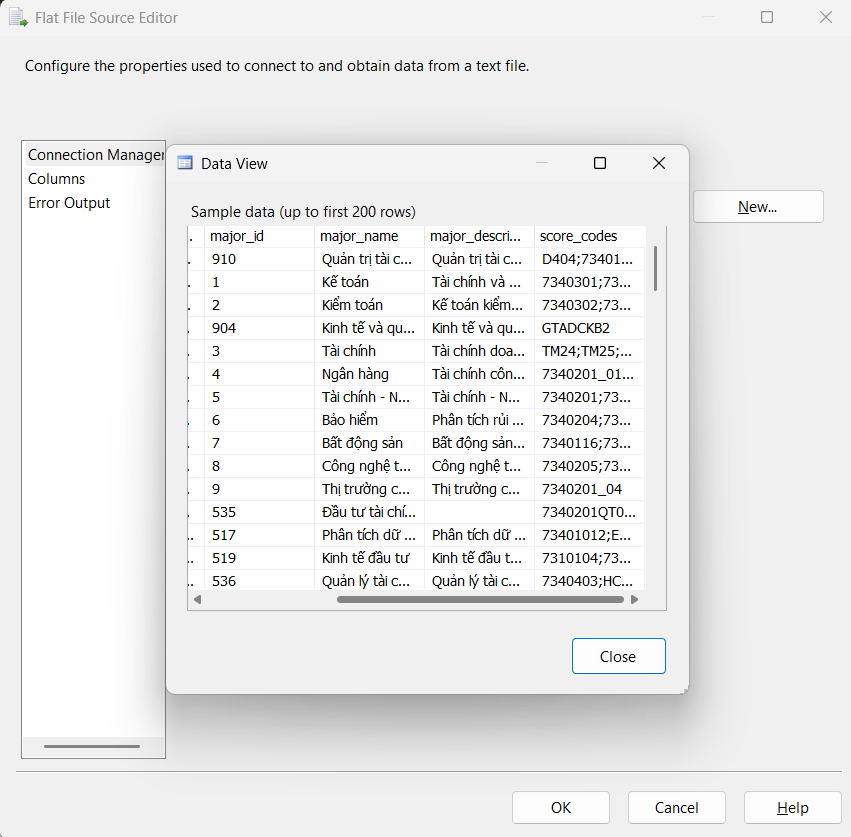 Flat File Source Editor
Configure the properties used to connect to and obtain data from a text file.
Connection Manager
Columns
Error Output
New...
Data View
Sample data (up to first 200 rows)
. major_id major_name major_descri... score_codes
. 910 Quản trị tài c... Quản trị tài c... D404;73401...
. 1 Kế toán Tài chính và ... 7340301;73...
. 2 Kiểm toán Kế toán kiểm... 7340302;73...
. 904 Kinh tế và qu... Kinh tế và qu... GTADCKB2
. 3 Tài chính Tài chính doa... TM24;TM25;...
. 4 Ngân hàng Tài chính côn... 7340201_01...
. 5 Tài chính - N... Tài chính - N... 7340201;73...
. 6 Bảo hiểm Phân tích rủi ... 7340204;73...
. 7 Bất động sản Bất động sản... 7340116;73...
. 8 Công nghệ t... Công nghệ t... 7340205;73...
. 9 Thị trường c... Thị trường c... 7340201_04
. 535 Đầu tư tài chí... 7340201QT0...
.. 517 Phân tích dữ ... Phân tích dữ ... 73401012;E...
.. 519 Kinh tế đầu tư Kinh tế đầu t... 7310104;73...
.. 536 Quản lý tài c... Quản lý tài c... 7340403;HC...
Close
OK
Cancel
Help